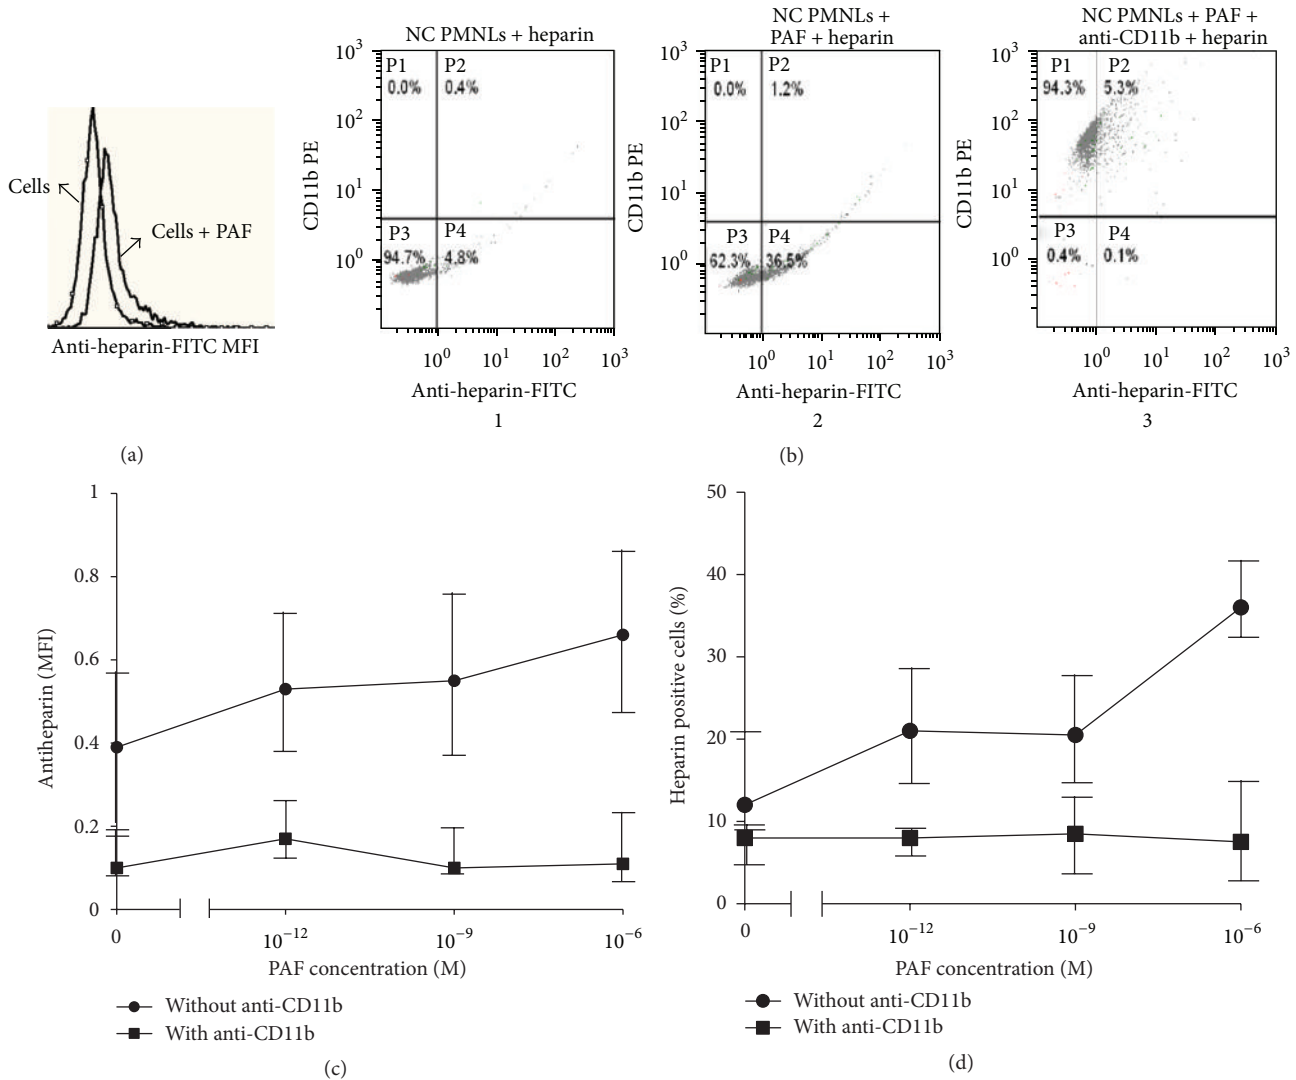 Cells
Cells + PAF
Anti-heparin-FITC MFI
(a)
NC PMNLs + heparin
10³
10²
10¹
10⁰
CD11b PE
P1
0.0%
P2
0.4%
P3
94.7%
P4
4.8%
10⁰ 10¹ 10² 10³
Anti-heparin-FITC
1
NC PMNLs +
PAF + heparin
10³
10²
10¹
10⁰
CD11b PE
P1
0.0%
P2
1.2%
P3
62.3%
P4
36.5%
10⁰ 10¹ 10² 10³
Anti-heparin-FITC
2
NC PMNLs + PAF +
anti-CD11b + heparin
10³
10²
10¹
10⁰
CD11b PE
P1
94.3%
P2
5.3%
P3
0.4%
P4
0.1%
10⁰ 10¹ 10² 10³
Anti-heparin-FITC
3
(b)
1
0.8
0.6
0.4
0.2
0
Antiheparin (MFI)
0 10⁻¹² 10⁻⁹ 10⁻⁶
PAF concentration (M)
Without anti-CD11b
With anti-CD11b
(c)
50
40
30
20
10
0
Heparin positive cells (%)
0 10⁻¹² 10⁻⁹ 10⁻⁶
PAF concentration (M)
Without anti-CD11b
With anti-CD11b
(d)